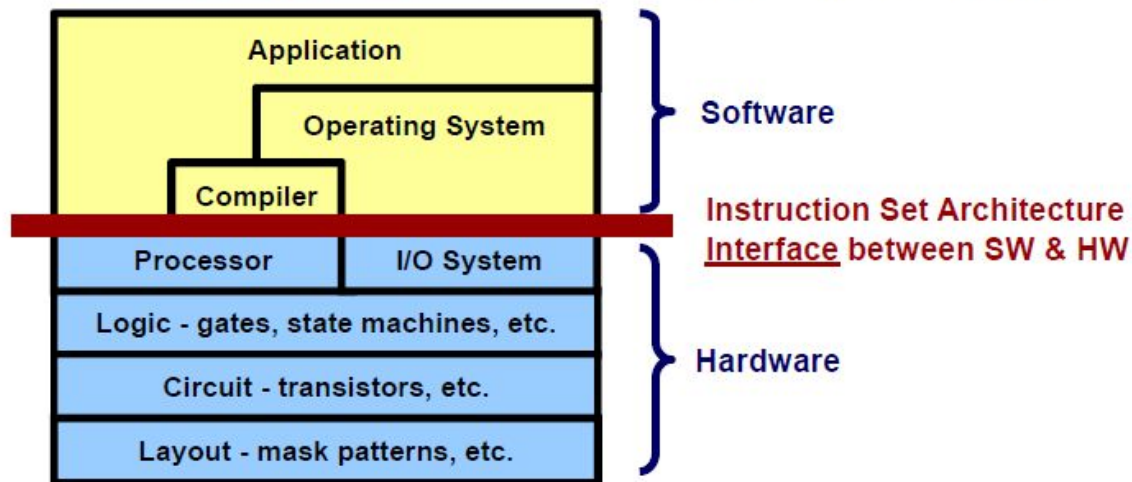 Application
Operating System
Compiler
Software
Instruction Set Architecture
Interface between SW & HW
Processor
I/O System
Logic - gates, state machines, etc.
Circuit - transistors, etc.
Layout - mask patterns, etc.
Hardware